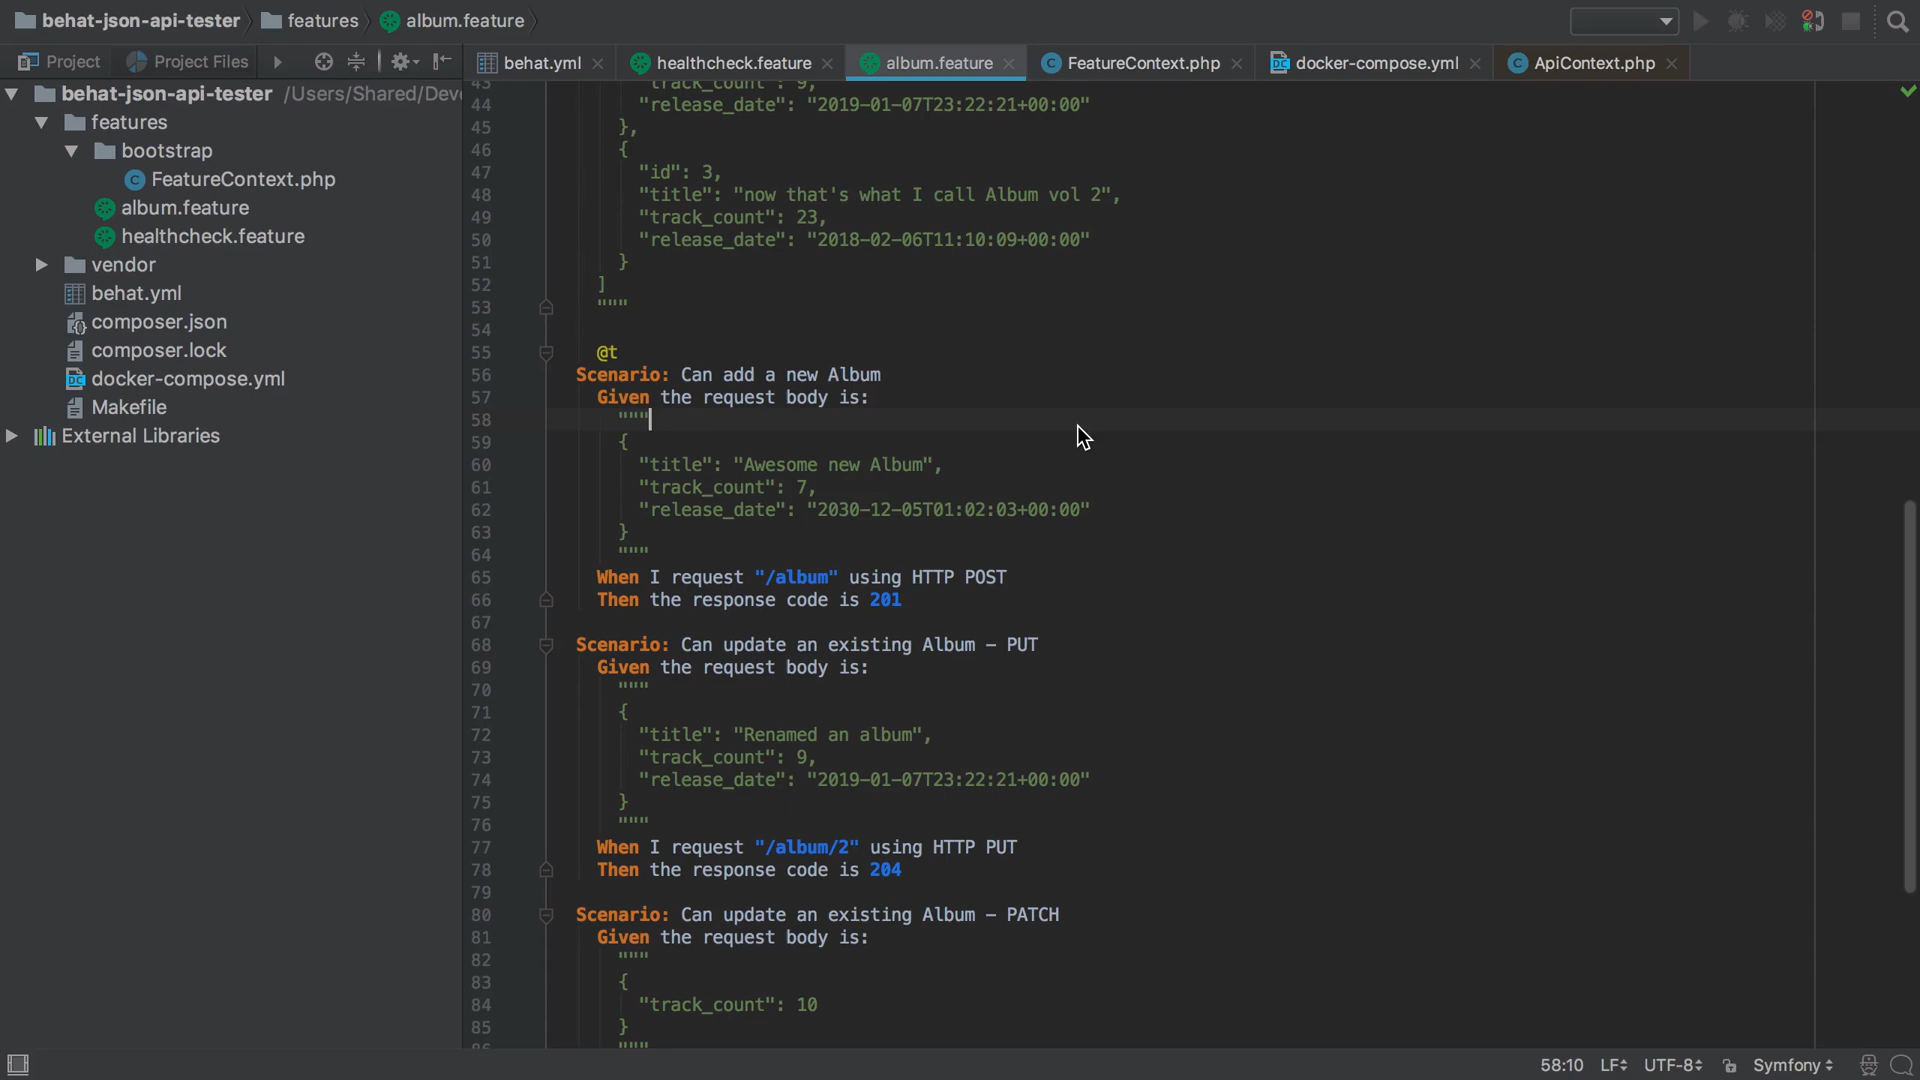 behat-json-api-tester features album.feature
Project Project Files behat.yml healthcheck.feature album.feature FeatureContext.php docker-compose.yml ApiContext.php
behat-json-api-tester /Users/Shared/Deve
features
bootstrap
FeatureContext.php
album.feature
healthcheck.feature
vendor
behat.yml
composer.json
composer.lock
docker-compose.yml
Makefile
External Libraries
43 "track_count": 9,
44 "release_date": "2019-01-07T23:22:21+00:00"
45 },
46 {
47 "id": 3,
48 "title": "now that's what I call Album vol 2",
49 "track_count": 23,
50 "release_date": "2018-02-06T11:10:09+00:00"
51 }
52 ]
53 """
54
55 @t
56 Scenario: Can add a new Album
57 Given the request body is:
58 """
59 {
60 "title": "Awesome new Album",
61 "track_count": 7,
62 "release_date": "2030-12-05T01:02:03+00:00"
63 }
64 """
65 When I request "/album" using HTTP POST
66 Then the response code is 201
67
68 Scenario: Can update an existing Album – PUT
69 Given the request body is:
70 """
71 {
72 "title": "Renamed an album",
73 "track_count": 9,
74 "release_date": "2019-01-07T23:22:21+00:00"
75 }
76 """
77 When I request "/album/2" using HTTP PUT
78 Then the response code is 204
79
80 Scenario: Can update an existing Album – PATCH
81 Given the request body is:
82 """
83 {
84 "track_count": 10
85 }
86 """
58:10 LF UTF-8 Symfony